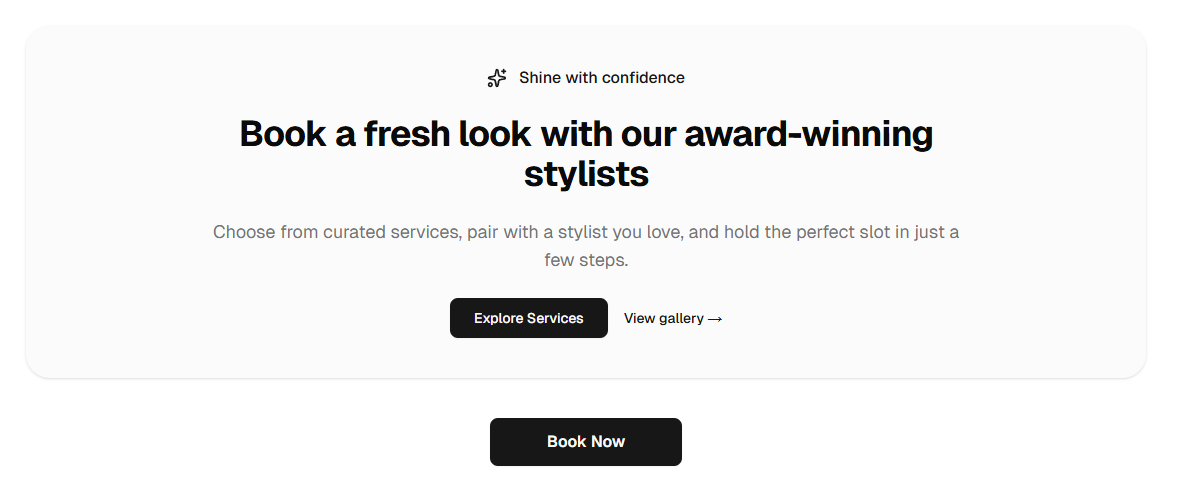 Shine with confidence
Book a fresh look with our award-winning
stylists
Choose from curated services, pair with a stylist you love, and hold the perfect slot in just a
few steps.
Explore Services
View gallery →
Book Now